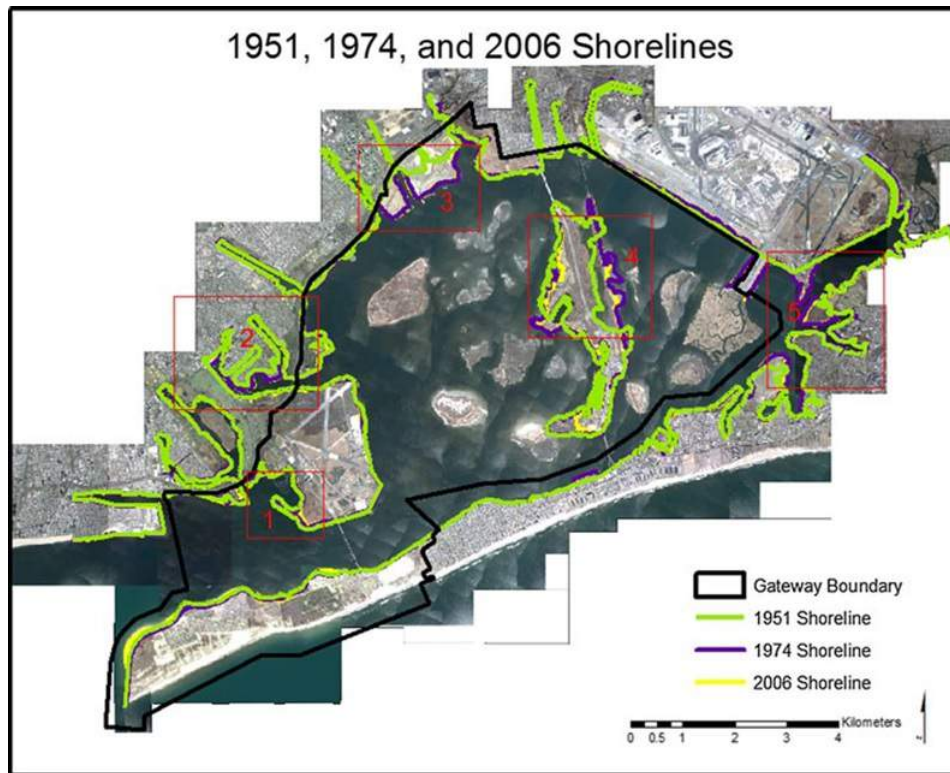 1951, 1974, and 2006 Shorelines
3
4
5
2
1
Gateway Boundary
1951 Shoreline
1974 Shoreline
2006 Shoreline
Kilometers
0 0.5 1 2 3 4